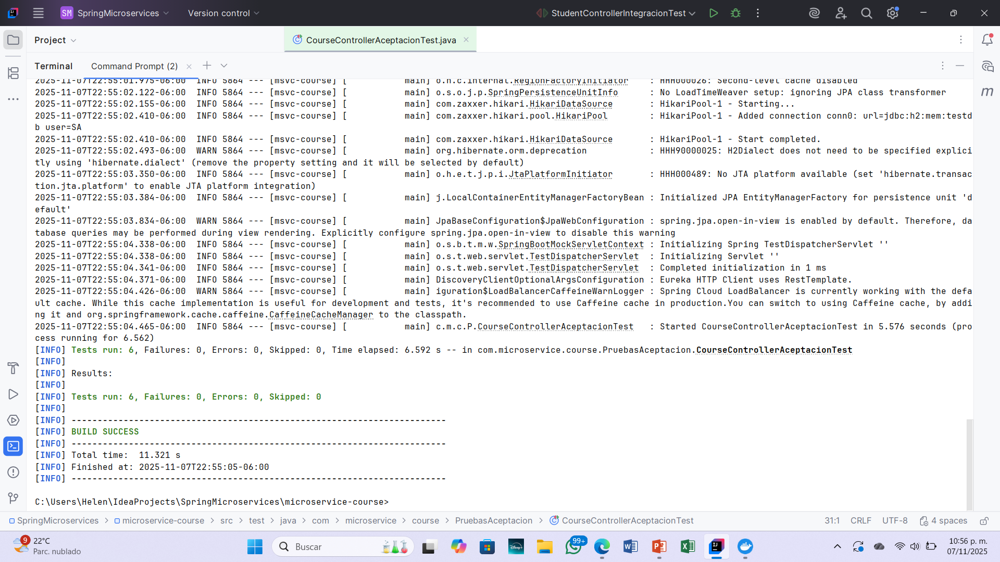 SM SpringMicroservices Version control StudentControllerIntegracionTest
Project CourseControllerAceptacionTest.java
Terminal Command Prompt (2)
2025-11-07T22:55:01.975-06:00  INFO 5864 --- [msvc-course] [           main] o.h.c.internal.RegionFactoryInitiator    : HHH000026: Second-level cache disabled
2025-11-07T22:55:02.122-06:00  INFO 5864 --- [msvc-course] [           main] o.s.o.j.p.SpringPersistenceUnitInfo      : No LoadTimeWeaver setup: ignoring JPA class transformer
2025-11-07T22:55:02.155-06:00  INFO 5864 --- [msvc-course] [           main] com.zaxxer.hikari.HikariDataSource       : HikariPool-1 - Starting...
2025-11-07T22:55:02.410-06:00  INFO 5864 --- [msvc-course] [           main] com.zaxxer.hikari.pool.HikariPool        : HikariPool-1 - Added connection conn0: url=jdbc:h2:mem:testd
b user=SA
2025-11-07T22:55:02.410-06:00  INFO 5864 --- [msvc-course] [           main] com.zaxxer.hikari.HikariDataSource       : HikariPool-1 - Start completed.
2025-11-07T22:55:02.493-06:00  WARN 5864 --- [msvc-course] [           main] org.hibernate.orm.deprecation            : HHH90000025: H2Dialect does not need to be specified explici
tly using 'hibernate.dialect' (remove the property setting and it will be selected by default)
2025-11-07T22:55:03.350-06:00  INFO 5864 --- [msvc-course] [           main] o.h.e.t.j.p.i.JtaPlatformInitiator       : HHH000489: No JTA platform available (set 'hibernate.transac
tion.jta.platform' to enable JTA platform integration)
2025-11-07T22:55:03.384-06:00  INFO 5864 --- [msvc-course] [           main] j.LocalContainerEntityManagerFactoryBean : Initialized JPA EntityManagerFactory for persistence unit 'd
efault'
2025-11-07T22:55:03.834-06:00  WARN 5864 --- [msvc-course] [           main] JpaBaseConfiguration$JpaWebConfiguration : spring.jpa.open-in-view is enabled by default. Therefore, da
tabase queries may be performed during view rendering. Explicitly configure spring.jpa.open-in-view to disable this warning
2025-11-07T22:55:04.338-06:00  INFO 5864 --- [msvc-course] [           main] o.s.b.t.m.w.SpringBootMockServletContext : Initializing Spring TestDispatcherServlet ''
2025-11-07T22:55:04.338-06:00  INFO 5864 --- [msvc-course] [           main] o.s.t.web.servlet.TestDispatcherServlet  : Initializing Servlet ''
2025-11-07T22:55:04.341-06:00  INFO 5864 --- [msvc-course] [           main] o.s.t.web.servlet.TestDispatcherServlet  : Completed initialization in 1 ms
2025-11-07T22:55:04.371-06:00  INFO 5864 --- [msvc-course] [           main] DiscoveryClientOptionalArgsConfiguration : Eureka HTTP Client uses RestTemplate.
2025-11-07T22:55:04.426-06:00  WARN 5864 --- [msvc-course] [           main] iguration$LoadBalancerCaffeineWarnLogger : Spring Cloud LoadBalancer is currently working with the defa
ult cache. While this cache implementation is useful for development and tests, it's recommended to use Caffeine cache in production.You can switch to using Caffeine cache, by addi
ng it and org.springframework.cache.caffeine.CaffeineCacheManager to the classpath.
2025-11-07T22:55:04.465-06:00  INFO 5864 --- [msvc-course] [           main] c.m.c.P.CourseControllerAceptacionTest   : Started CourseControllerAceptacionTest in 5.576 seconds (pro
cess running for 6.562)
[INFO] Tests run: 6, Failures: 0, Errors: 0, Skipped: 0, Time elapsed: 6.592 s -- in com.microservice.course.PruebasAceptacion.CourseControllerAceptacionTest
[INFO]
[INFO] Results:
[INFO]
[INFO] Tests run: 6, Failures: 0, Errors: 0, Skipped: 0
[INFO]
[INFO] ------------------------------------------------------------------------
[INFO] BUILD SUCCESS
[INFO] ------------------------------------------------------------------------
[INFO] Total time:  11.321 s
[INFO] Finished at: 2025-11-07T22:55:05-06:00
[INFO] ------------------------------------------------------------------------
C:\Users\Helen\IdeaProjects\SpringMicroservices\microservice-course>
SpringMicroservices > microservice-course > src > test > java > com > microservice > course > PruebasAceptacion > CourseControllerAceptacionTest 31:1 CRLF UTF-8 4 spaces
9 22°C Buscar 99+ 10:56 p. m.
Parc. nublado 07/11/2025